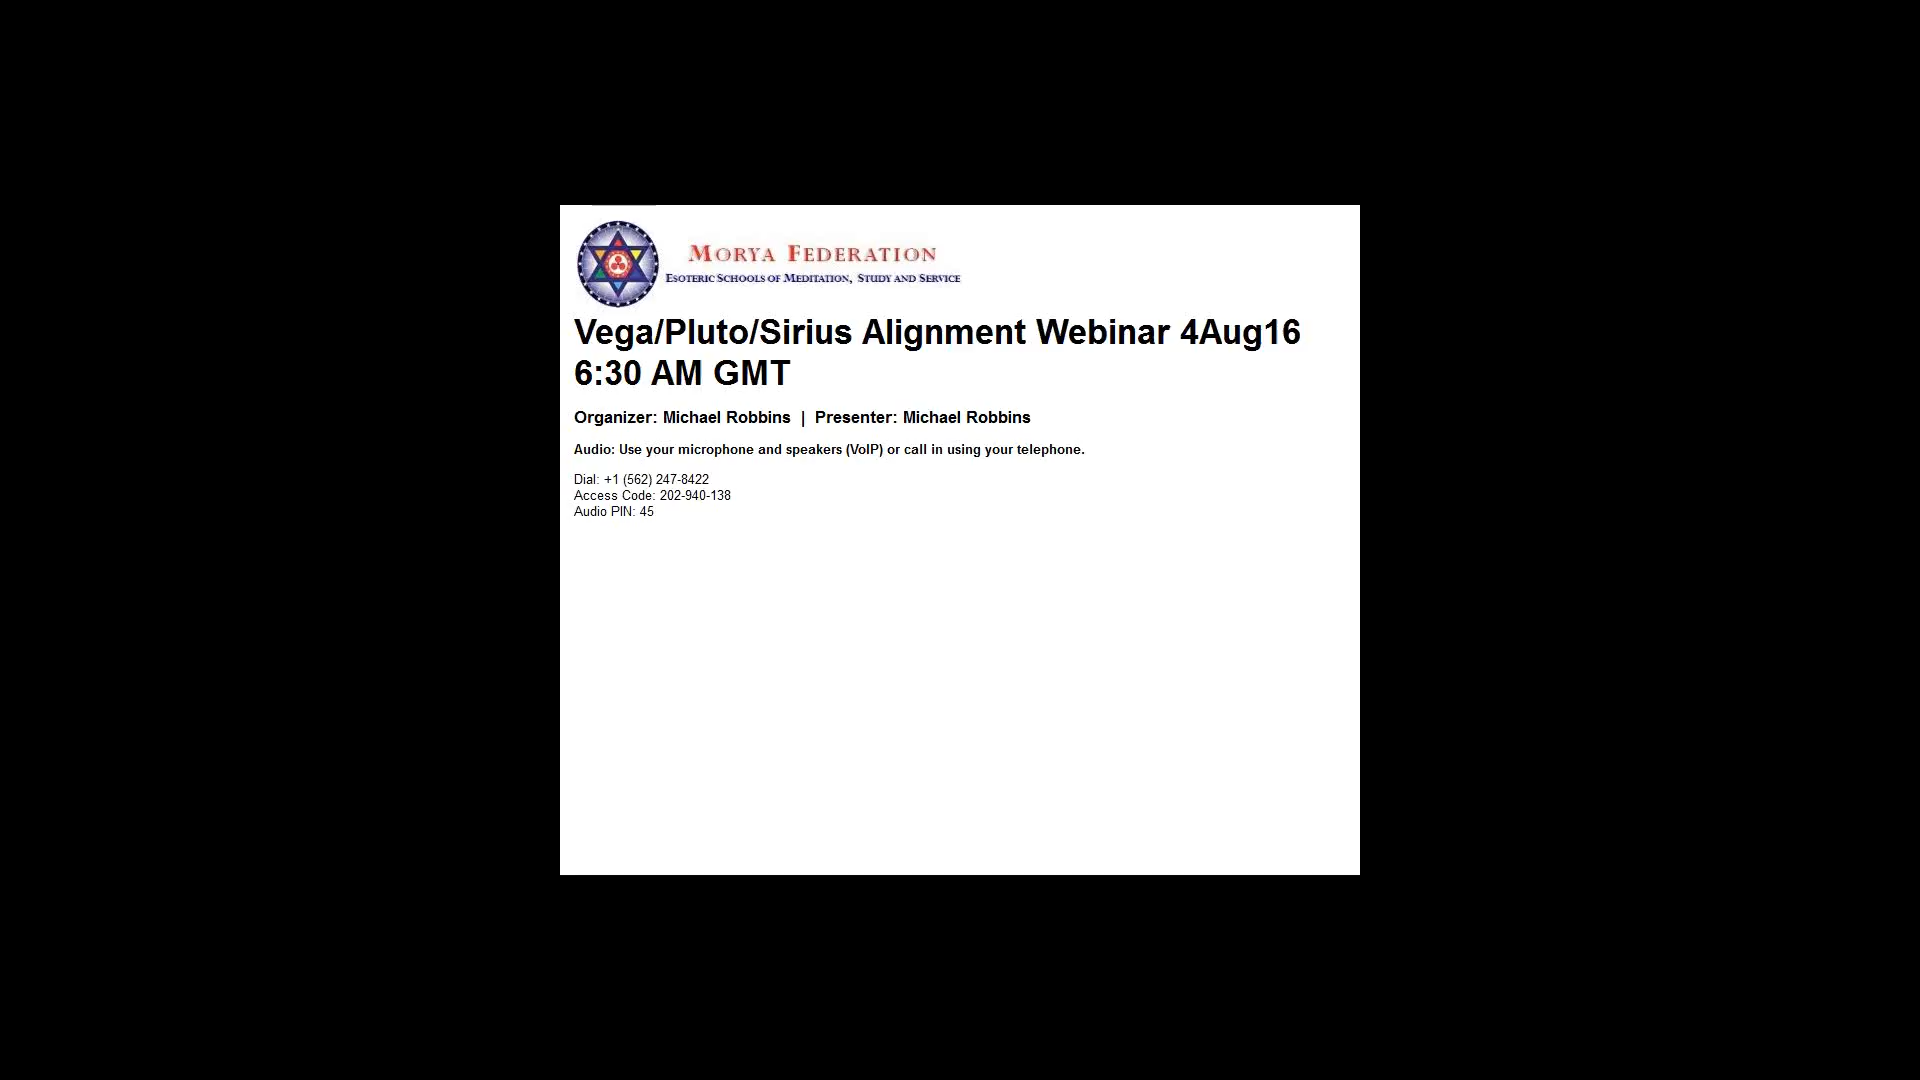 MORYA FEDERATION
ESOTERIC SCHOOLS OF MEDITATION, STUDY AND SERVICE
Vega/Pluto/Sirius Alignment Webinar 4Aug16
6:30 AM GMT
Organizer: Michael Robbins | Presenter: Michael Robbins
Audio: Use your microphone and speakers (VoIP) or call in using your telephone.
Dial: +1 (562) 247-8422
Access Code: 202-940-138
Audio PIN: 45